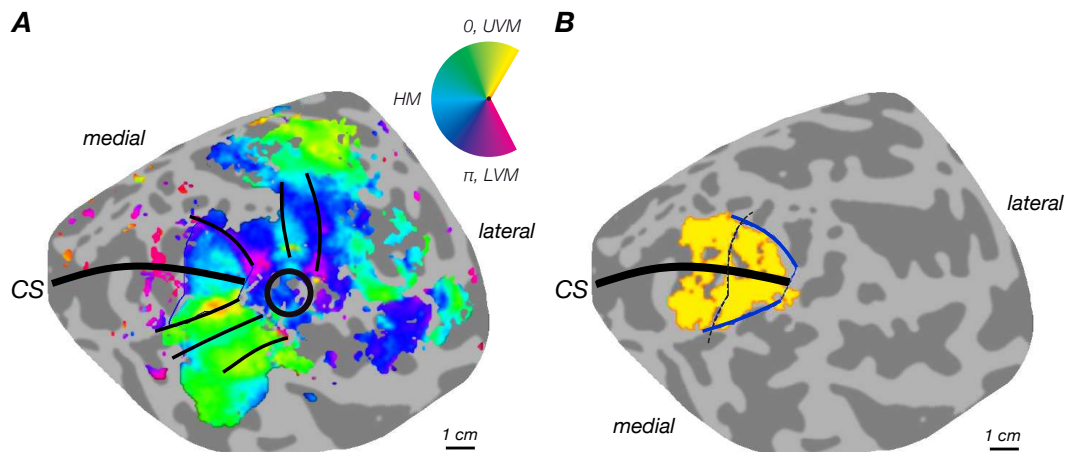 A
0, UVM
HM
π, LVM
medial
lateral
CS
1 cm
B
lateral
CS
medial
1 cm